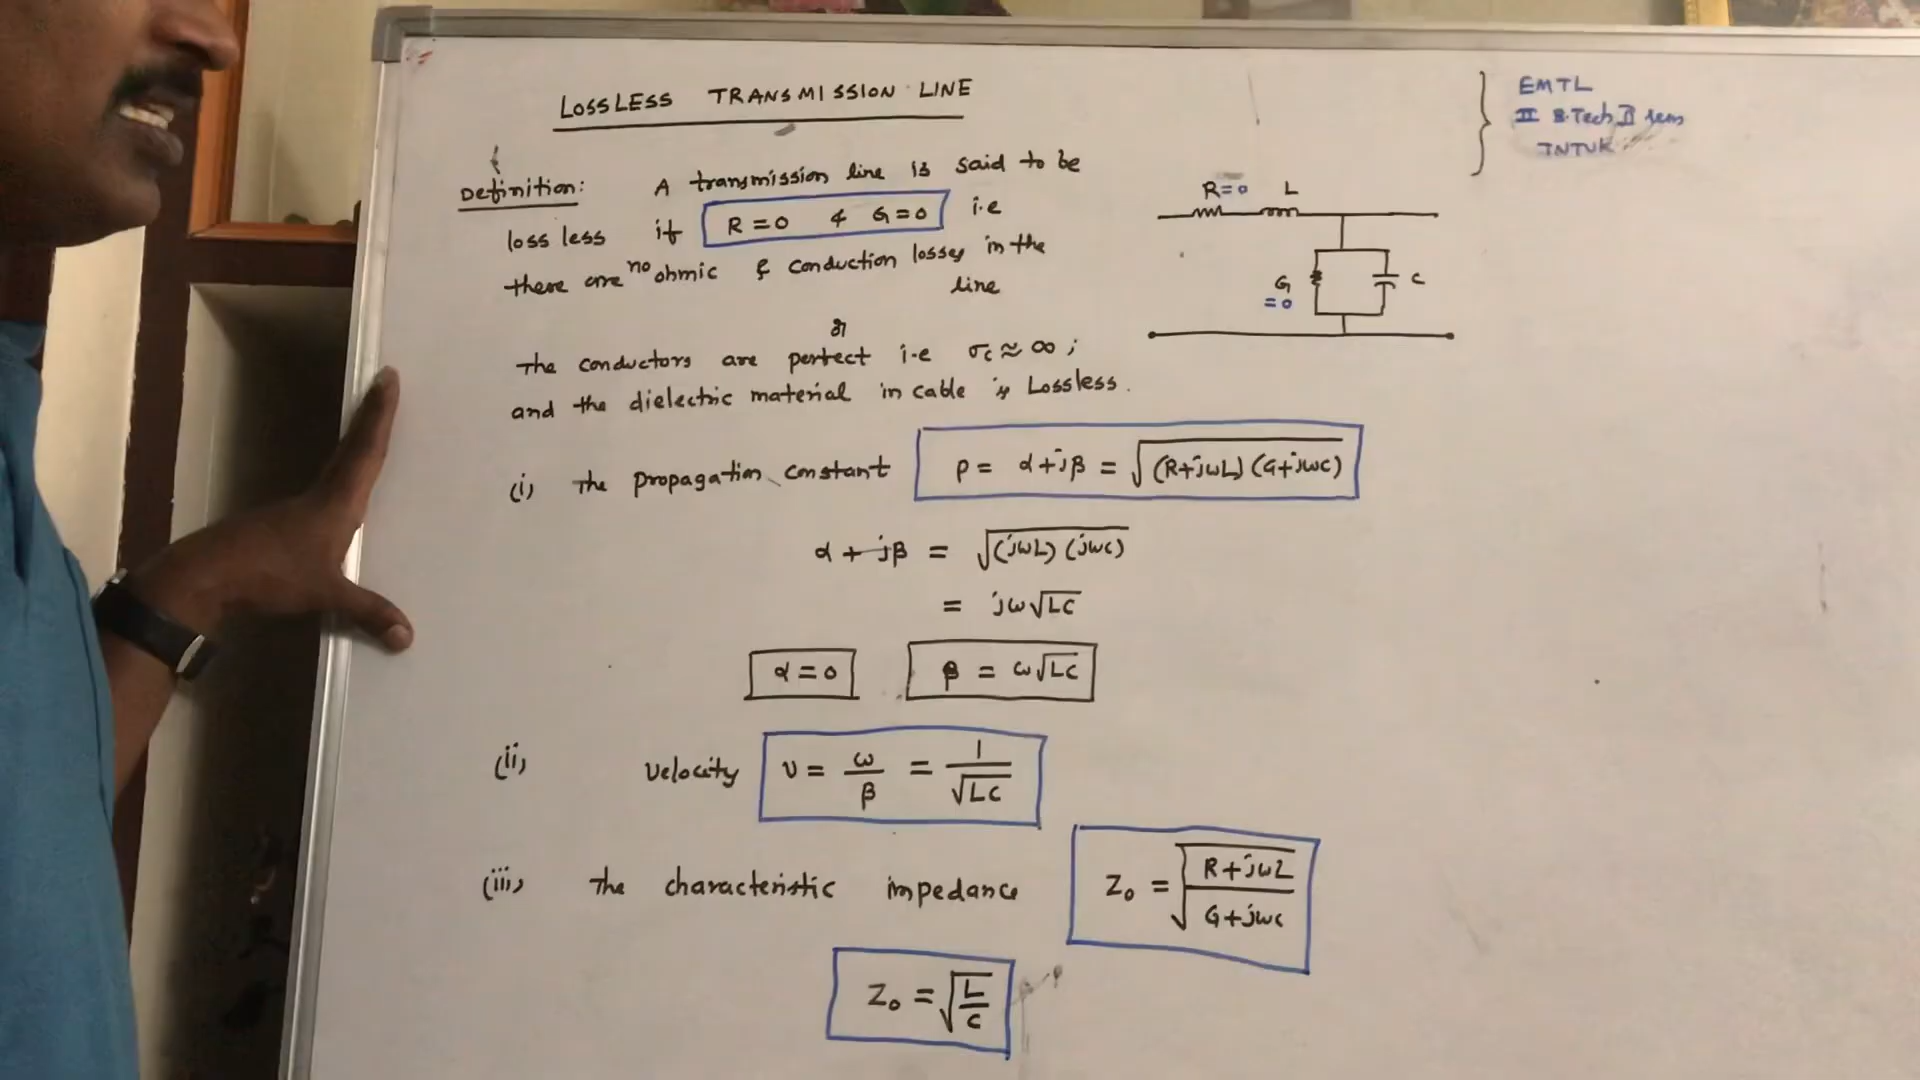 LOSSLESS TRANSMISSION LINE
EMTL
II B.Tech II sem
JNTUK
Definition: A transmission line is said to be
loss less if R = 0 & G = 0 i.e
there are no ohmic & conduction losses in the
line
or
The conductors are perfect i.e σc ≈ ∞ ;
and the dielectric material in cable is Lossless.
R=0 L
G
=0
C
(i) The propagation constant P = α+jβ = √(R+jωL) (G+jωC)
α + jβ = √(jωL) (jωC)
= jω√LC
α = 0 β = ω√LC
(ii) Velocity v = ω/β = 1/√LC
(iii) The characteristic impedance Z₀ = √(R+jωL)/(G+jωC)
Z₀ = √L/C